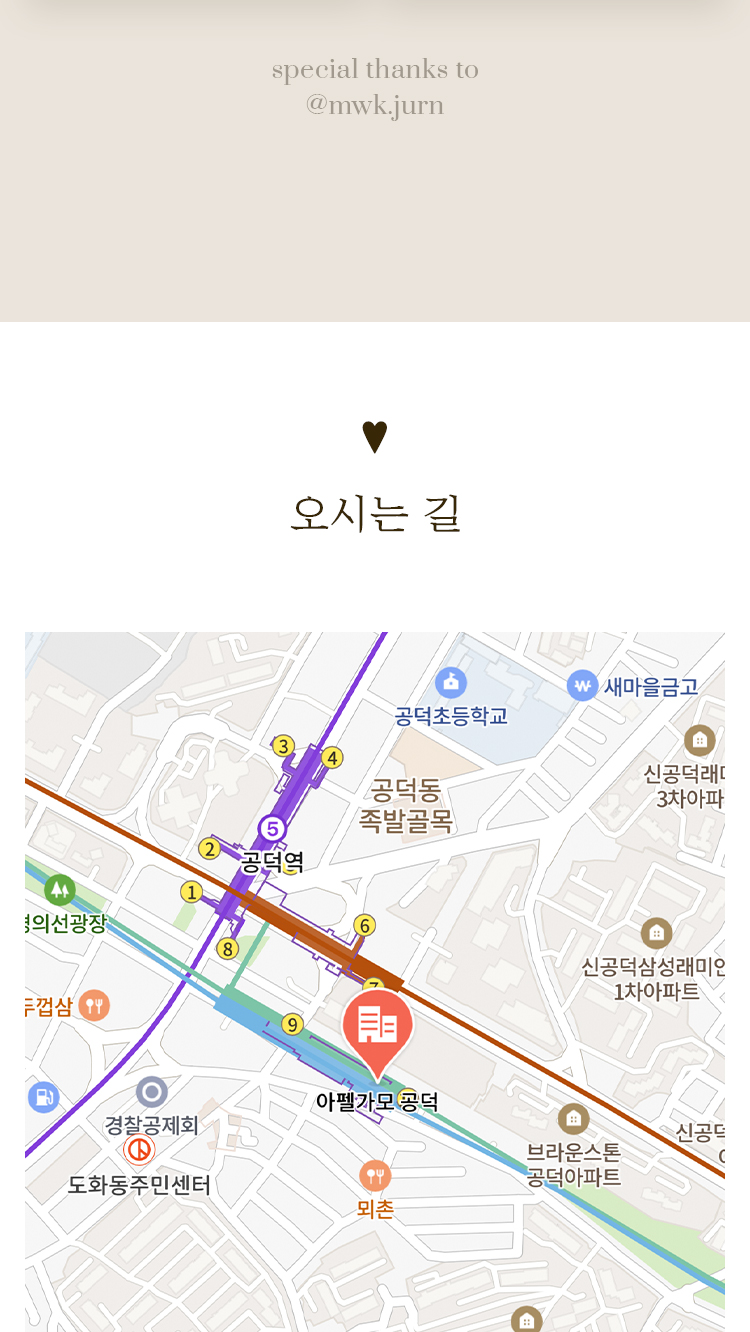 special thanks to
@mwk.jurn
오시는 길
공덕초등학교
새마을금고
3
4
신공덕래미
3차아파
공덕동
족발골목
5
2
공덕역
1
6
의선광장
8
신공덕삼성래미안
1차아파트
7
두껍삼
9
아펠가모 공덕
경찰공제회
도화동주민센터
브라운스톤
공덕아파트
신공덕
뫼촌